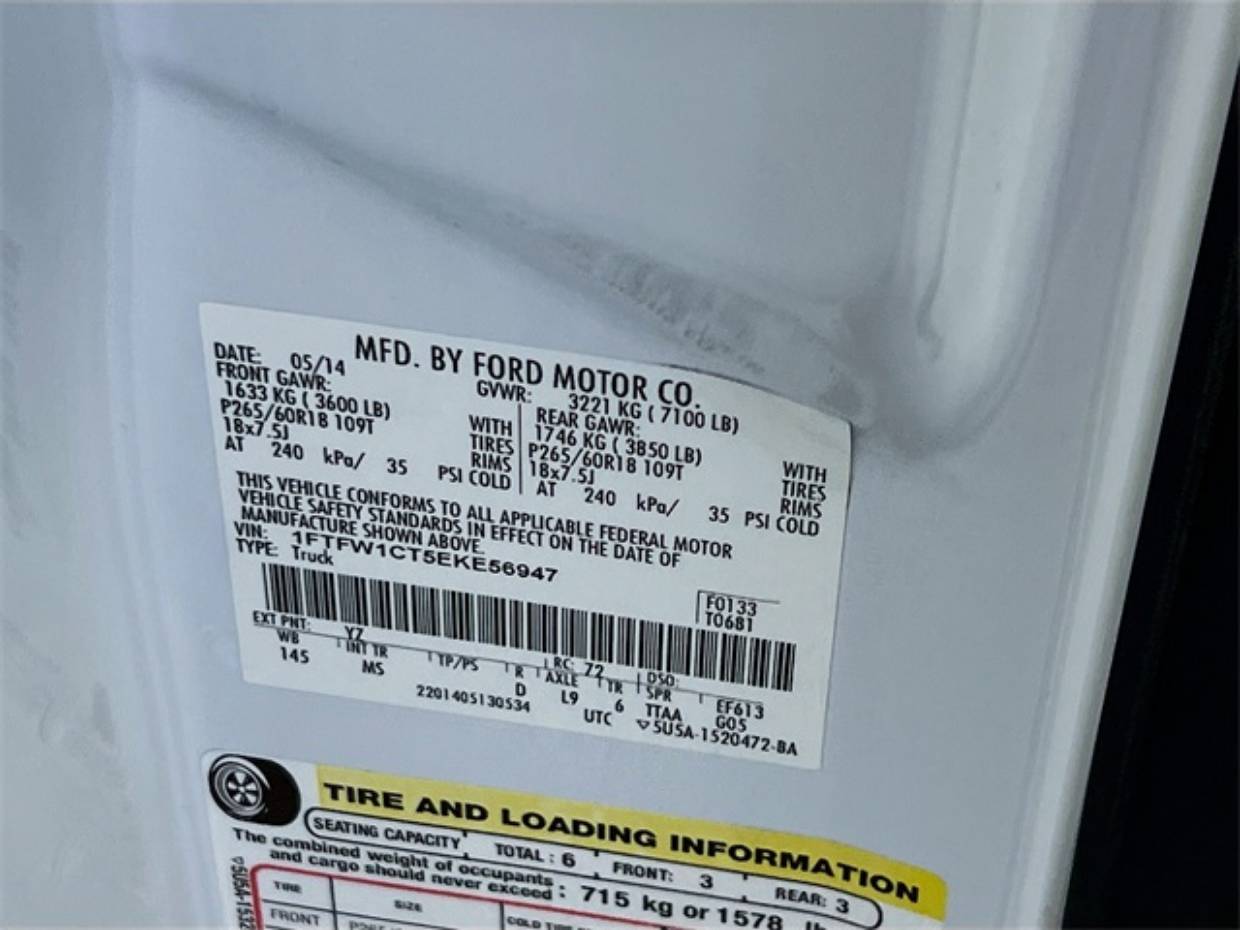 MFD. BY FORD MOTOR CO.
DATE: 05/14 GVWR: 3221 KG ( 7100 LB)
FRONT GAWR: REAR GAWR:
1633 KG ( 3600 LB) WITH 1746 KG ( 3850 LB) WITH
P265/60R18 109T TIRES P265/60R18 109T TIRES
18x7.5J RIMS 18x7.5J RIMS
AT 240 kPa/ 35 PSI COLD AT 240 kPa/ 35 PSI COLD
THIS VEHICLE CONFORMS TO ALL APPLICABLE FEDERAL MOTOR
VEHICLE SAFETY STANDARDS IN EFFECT ON THE DATE OF
MANUFACTURE SHOWN ABOVE.
VIN: 1FTFW1CT5EKE56947
TYPE: Truck
F0133
T0681
EXT PNT: YZ RC: 72 DSO:
WB INT TR TP/PS R AXLE TR SPR EF613
145 MS D L9 6 TTAA G05
2201405130534 UTC ▽5U5A-1520472-BA
TIRE AND LOADING INFORMATION
SEATING CAPACITY TOTAL : 6 FRONT: 3 REAR: 3
The combined weight of occupants
and cargo should never exceed : 715 kg or 1578
TIRE SIZE
FRONT